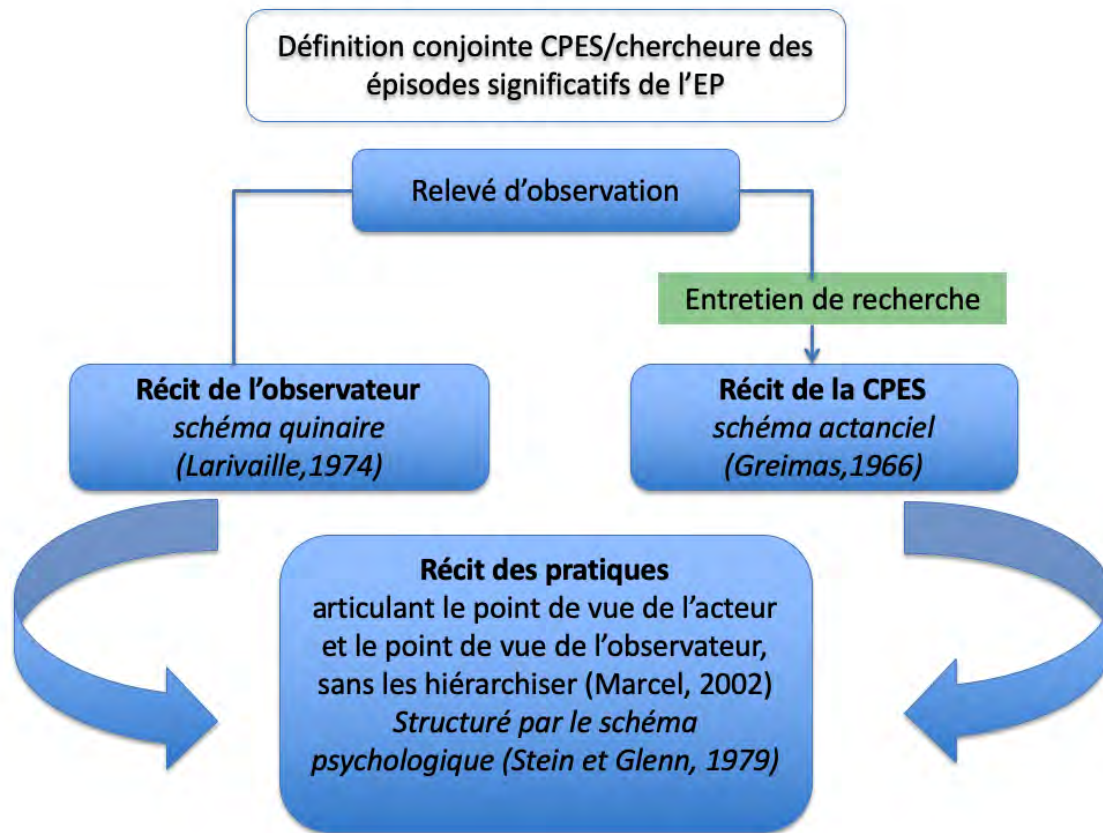 Définition conjointe CPES/chercheure des
épisodes significatifs de l'EP
Relevé d'observation
Entretien de recherche
Récit de l'observateur
schéma quinaire
(Larivaille,1974)
Récit de la CPES
schéma actanciel
(Greimas,1966)
Récit des pratiques
articulant le point de vue de l'acteur
et le point de vue de l'observateur,
sans les hiérarchiser (Marcel, 2002)
Structuré par le schéma
psychologique (Stein et Glenn, 1979)